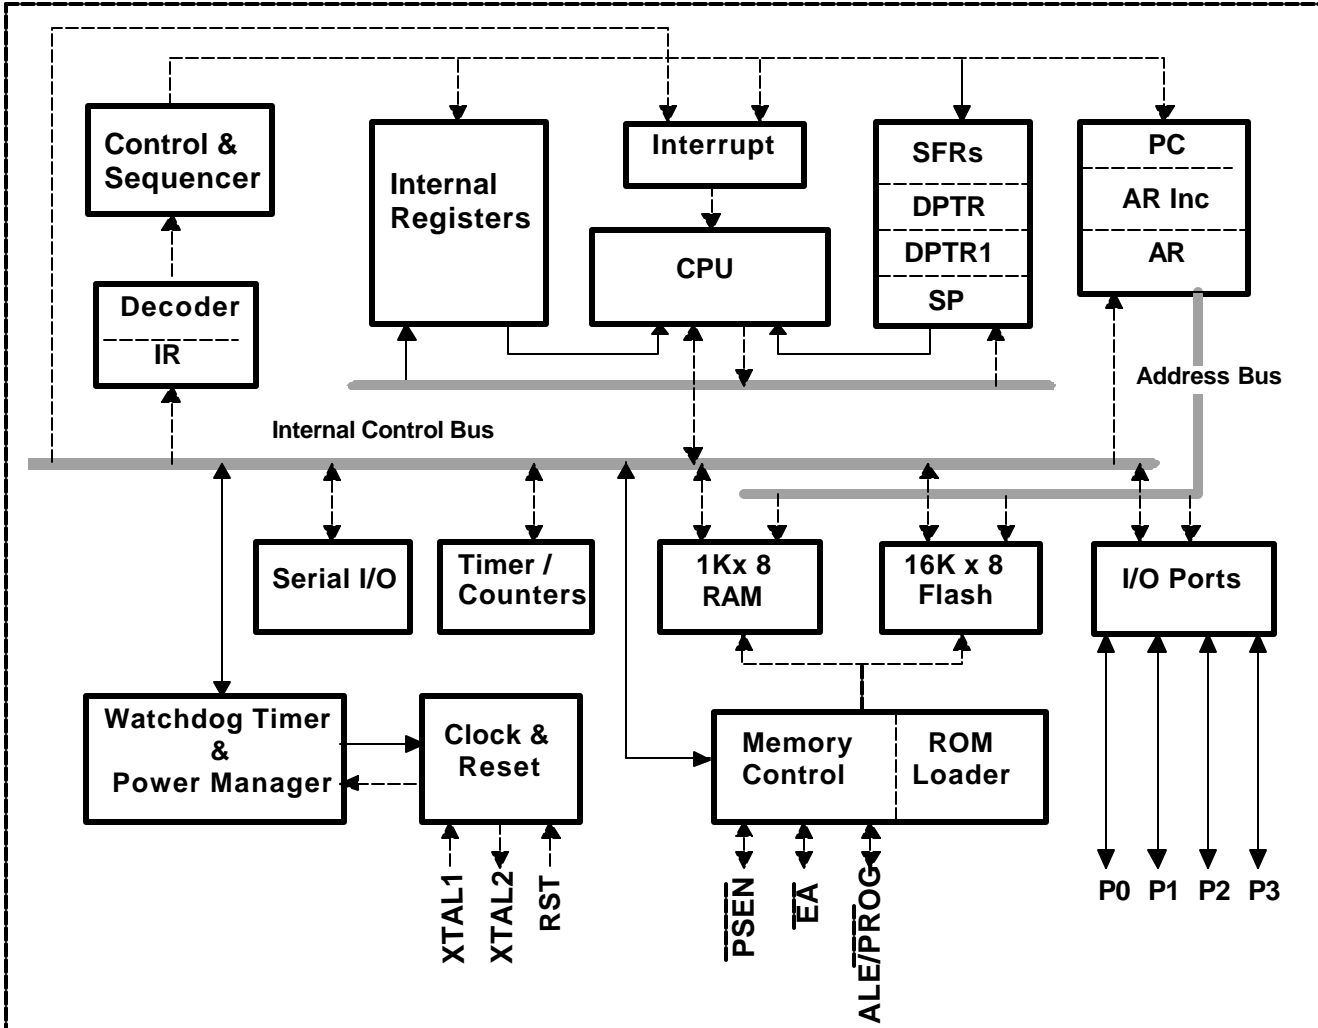 Control &
Sequencer
Internal
Registers
Interrupt
CPU
SFRs
DPTR
DPTR1
SP
PC
AR Inc
AR
Decoder
IR
Address Bus
Internal Control Bus
Serial I/O
Timer /
Counters
1Kx 8
RAM
16K x 8
Flash
I/O Ports
Watchdog Timer
&
Power Manager
Clock &
Reset
Memory
Control
ROM
Loader
XTAL1
XTAL2
RST
PSEN
EA
ALE/PROG
P0
P1
P2
P3